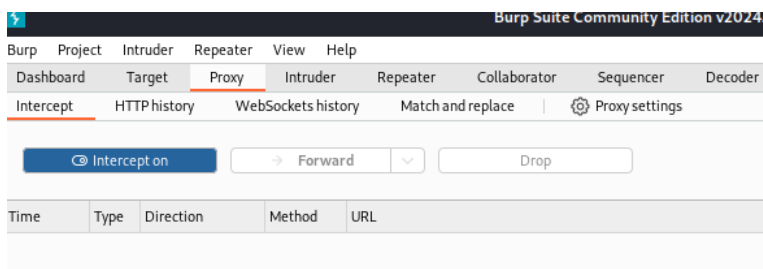 Burp Suite Community Edition v2024.
Burp Project Intruder Repeater View Help
Dashboard Target Proxy Intruder Repeater Collaborator Sequencer Decoder
Intercept HTTP history WebSockets history Match and replace Proxy settings
Intercept on Forward Drop
Time Type Direction Method URL